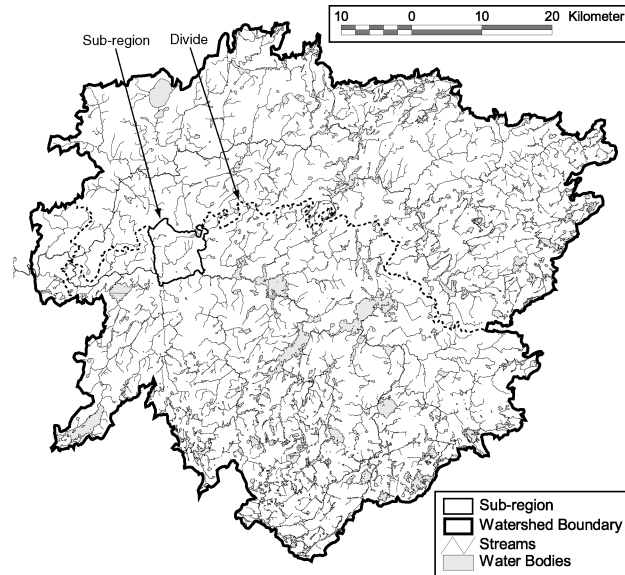 10 0 10 20 Kilometer
Sub-region Divide
Sub-region
Watershed Boundary
Streams
Water Bodies